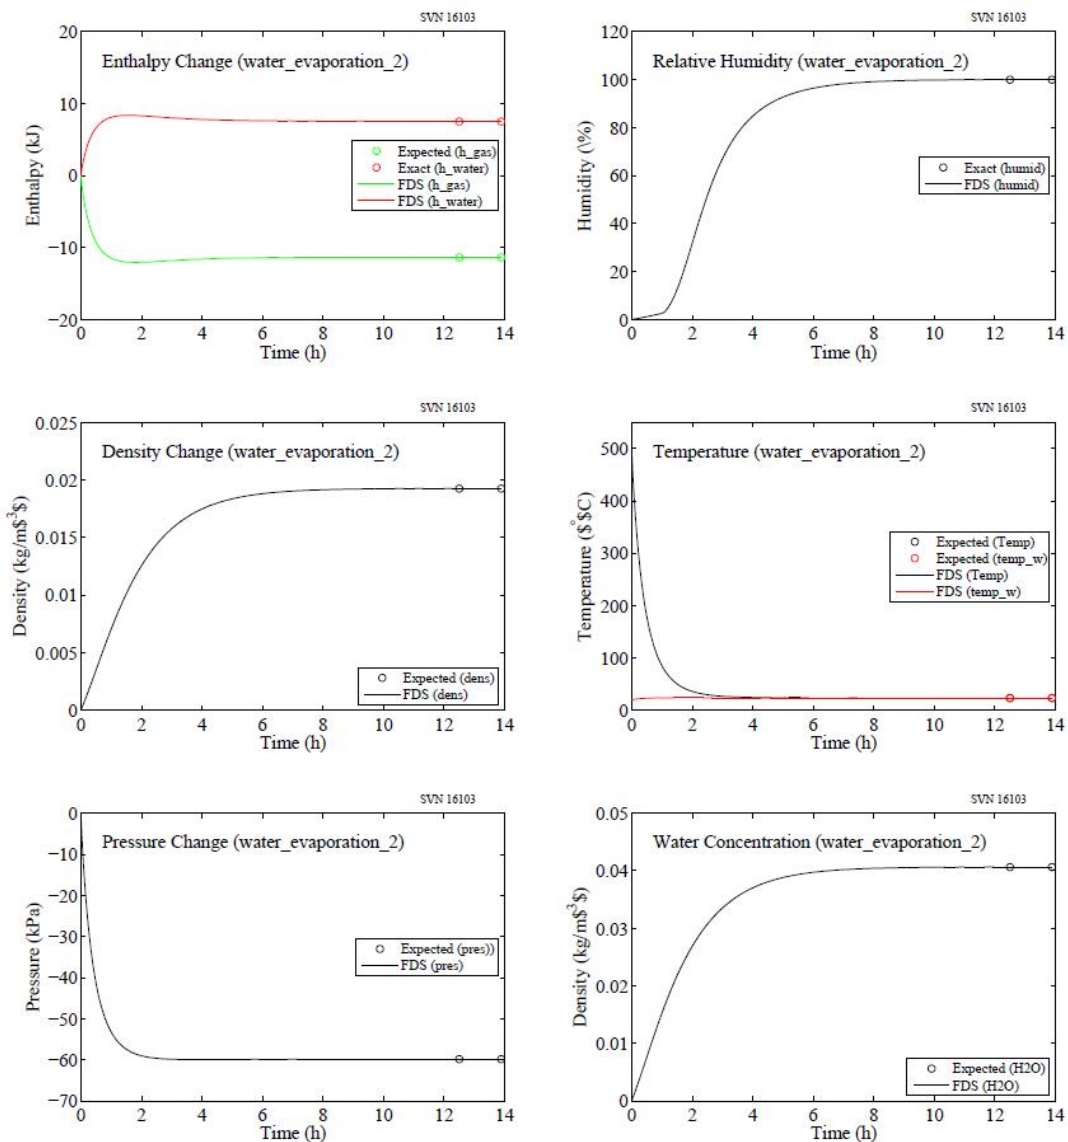 SVN 16103
Enthalpy Change (water_evaporation_2)
20
10
0
−10
−20
Enthalpy (kJ)
Expected (h_gas)
Exact (h_water)
FDS (h_gas)
FDS (h_water)
0 2 4 6 8 10 12 14
Time (h)
SVN 16103
Relative Humidity (water_evaporation_2)
120
100
80
60
40
20
0
Humidity (\%)
Exact (humid)
FDS (humid)
0 2 4 6 8 10 12 14
Time (h)
SVN 16103
Density Change (water_evaporation_2)
0.025
0.02
0.015
0.01
0.005
0
Density (kg/m$^3$)
Expected (dens)
FDS (dens)
0 2 4 6 8 10 12 14
Time (h)
SVN 16103
Temperature (water_evaporation_2)
500
400
300
200
100
0
Temperature ($°$C)
Expected (Temp)
Expected (temp_w)
FDS (Temp)
FDS (temp_w)
0 2 4 6 8 10 12 14
Time (h)
SVN 16103
Pressure Change (water_evaporation_2)
0
−10
−20
−30
−40
−50
−60
−70
Pressure (kPa)
Expected (pres))
FDS (pres)
0 2 4 6 8 10 12 14
Time (h)
SVN 16103
Water Concentration (water_evaporation_2)
0.05
0.04
0.03
0.02
0.01
0
Density (kg/m$^3$)
Expected (H2O)
FDS (H2O)
0 2 4 6 8 10 12 14
Time (h)